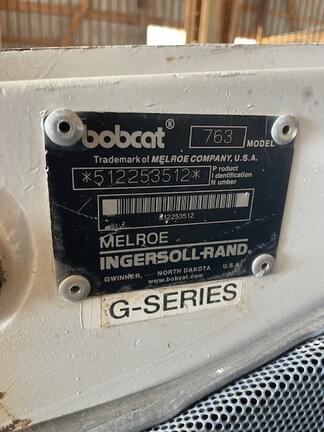 bobcat® 763 MODEL
Trademark of MELROE COMPANY, U.S.A.
*512253512* Product Identification Number
512253512
MELROE
INGERSOLL-RAND
GWINNER, NORTH DAKOTA U.S.A.
www.bobcat.com
G-SERIES